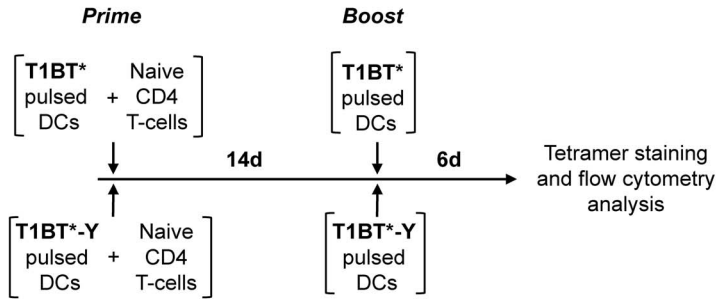 Prime
Boost
T1BT*
pulsed
DCs
+
Naive
CD4
T-cells
T1BT*
pulsed
DCs
14d
6d
Tetramer staining
and flow cytometry
analysis
T1BT*-Y
pulsed
DCs
+
Naive
CD4
T-cells
T1BT*-Y
pulsed
DCs